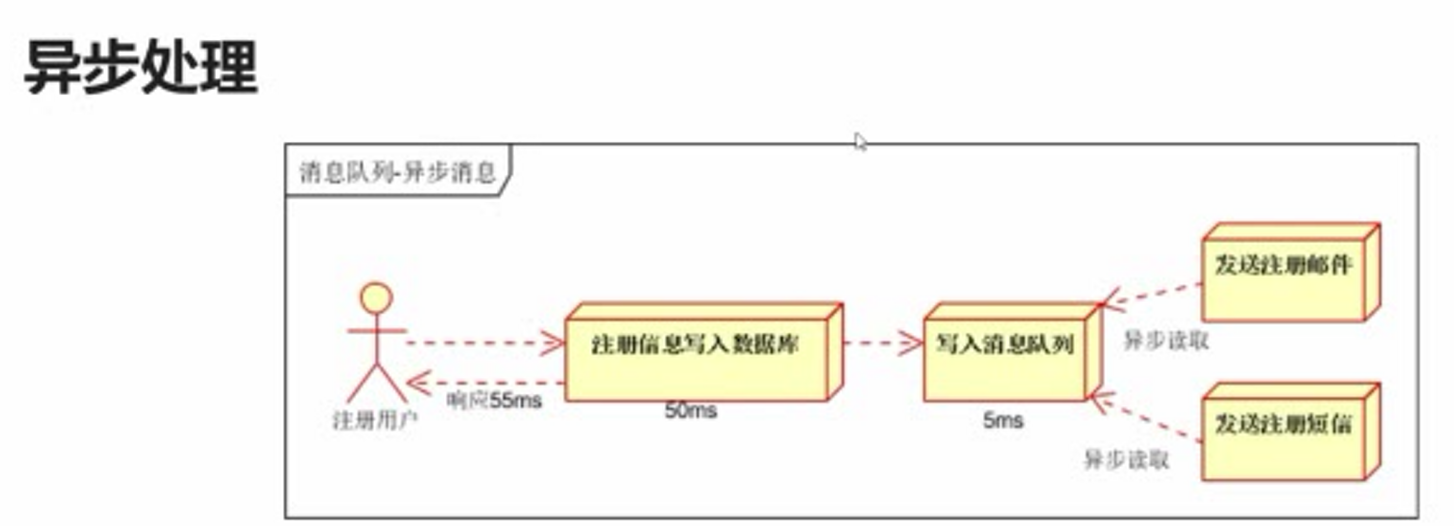 异步处理
消息队列-异步消息
发送注册邮件
注册信息写入数据库
写入消息队列
异步读取
响应55ms
注册用户
50ms
5ms
发送注册短信
异步读取